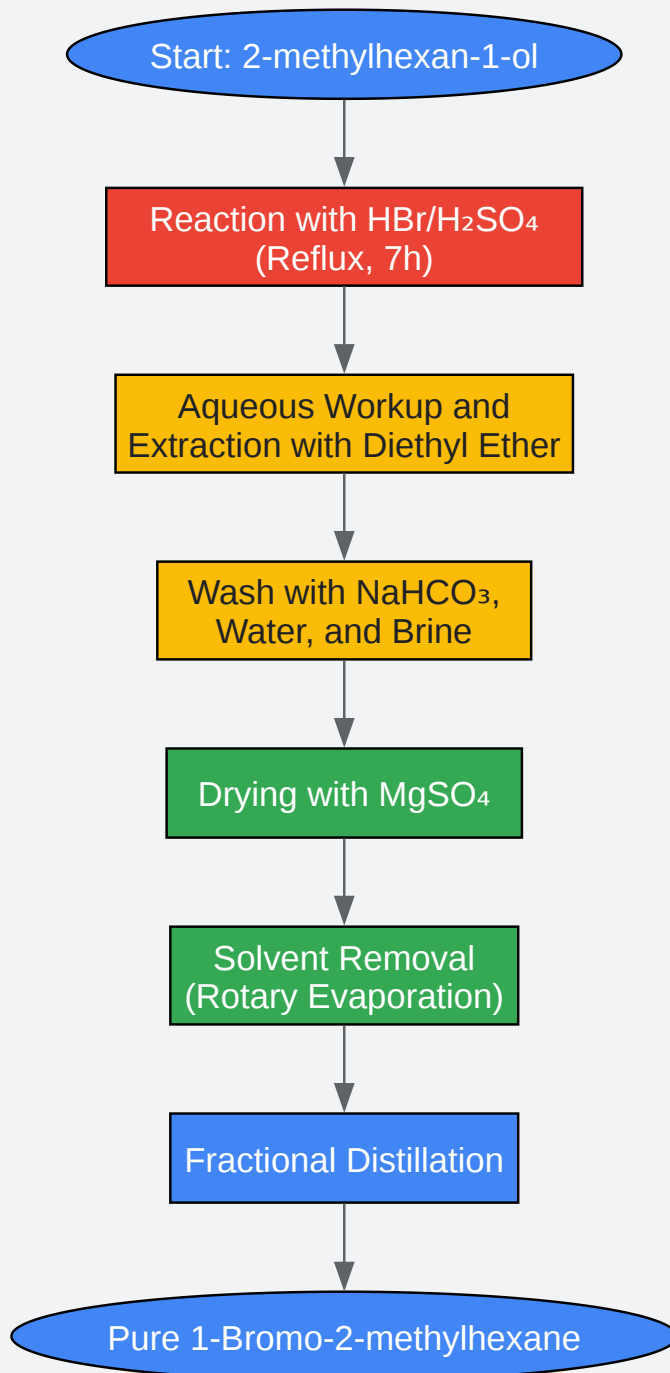 Start: 2-methylhexan-1-ol
Reaction with HBr/H₂SO₄
(Reflux, 7h)
Aqueous Workup and
Extraction with Diethyl Ether
Wash with NaHCO₃,
Water, and Brine
Drying with MgSO₄
Solvent Removal
(Rotary Evaporation)
Fractional Distillation
Pure 1-Bromo-2-methylhexane